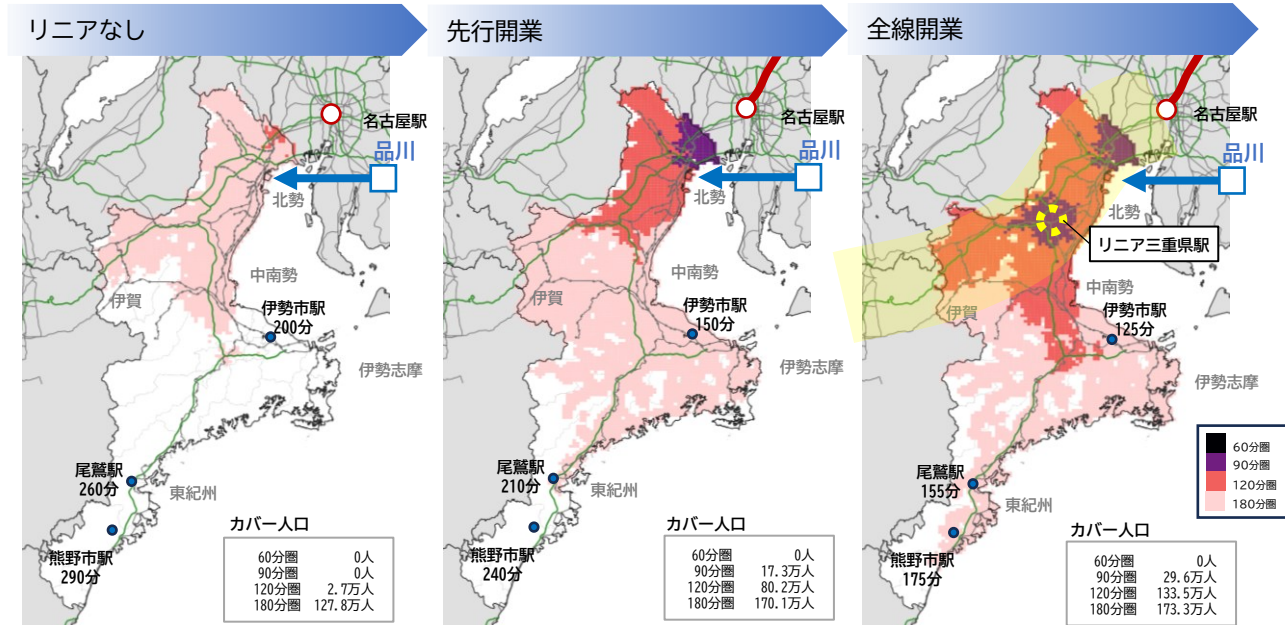 リニアなし
名古屋駅
品川
北勢
中南勢
伊賀
伊勢市駅
200分
伊勢志摩
尾鷲駅
260分
東紀州
熊野市駅
290分
カバー人口
60分圏 0人
90分圏 0人
120分圏 2.7万人
180分圏 127.8万人
先行開業
名古屋駅
品川
北勢
中南勢
伊賀
伊勢市駅
150分
伊勢志摩
尾鷲駅
210分
東紀州
熊野市駅
240分
カバー人口
60分圏 0人
90分圏 17.3万人
120分圏 80.2万人
180分圏 170.1万人
全線開業
名古屋駅
品川
北勢
リニア三重県駅
中南勢
伊賀
伊勢市駅
125分
伊勢志摩
尾鷲駅
155分
東紀州
熊野市駅
175分
60分圏
90分圏
120分圏
180分圏
カバー人口
60分圏 0人
90分圏 29.6万人
120分圏 133.5万人
180分圏 173.3万人